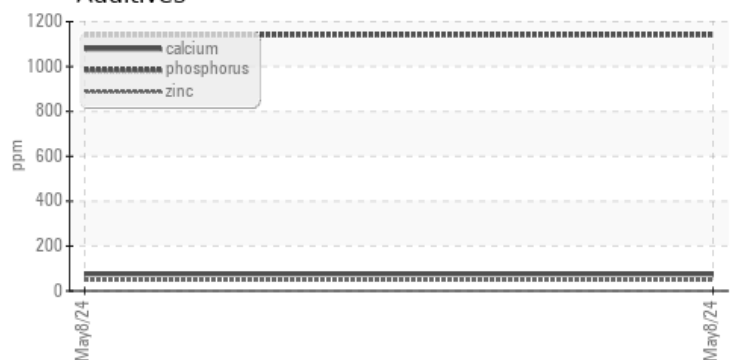 Additives
1200
1000
800
600
400
200
0
ppm
calcium
phosphorus
zinc
May8/24
May8/24